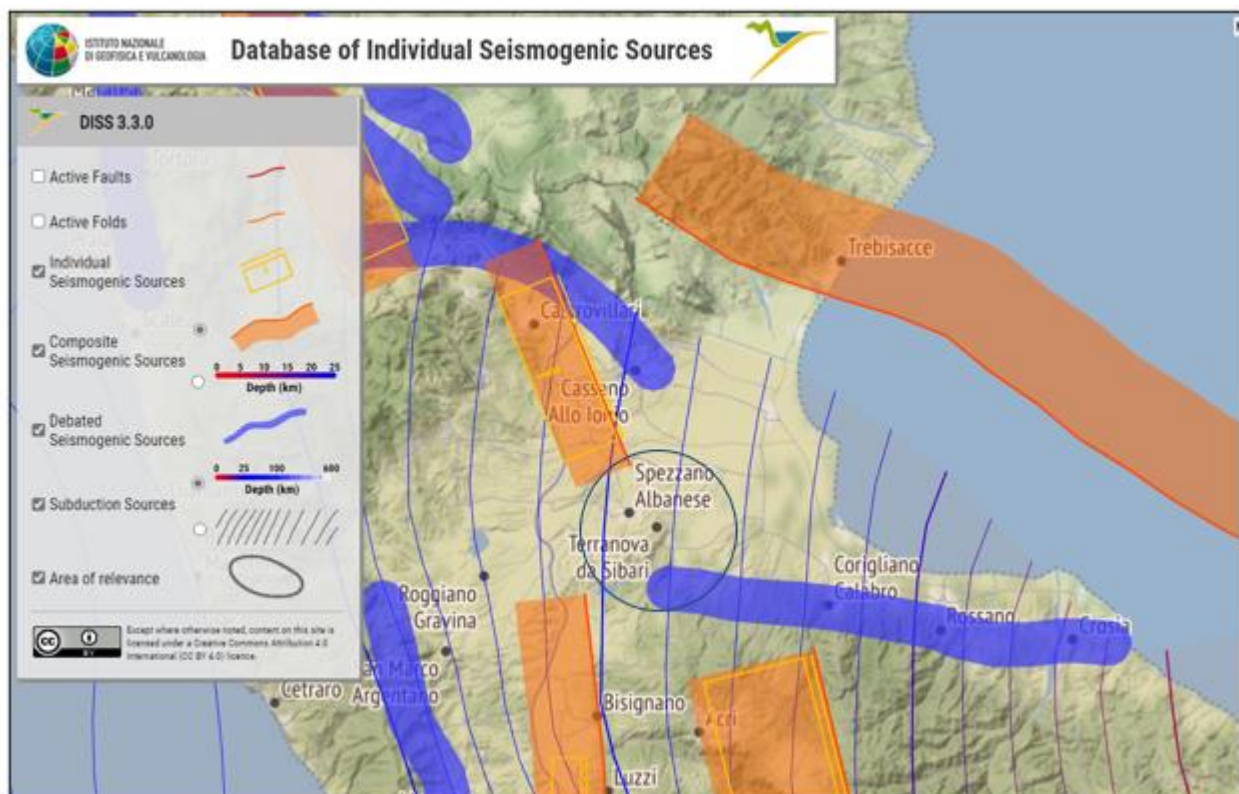 ISTITUTO NAZIONALE
DI GEOFISICA E VULCANOLOGIA
Database of Individual Seismogenic Sources
DISS 3.3.0
Active Faults
Active Folds
Individual
Seismogenic Sources
Composite
Seismogenic Sources
0 5 10 15 20 25
Depth (km)
Debated
Seismogenic Sources
0 25 100 600
Depth (km)
Subduction Sources
Area of relevance
cc
BY
Except where otherwise noted, content on this site is
licensed under a Creative Commons Attribution 4.0
International (CC BY 4.0) licence.
Trebisacce
Castrovillari
Allo Ionio
Spezzano
Albanese
Terranova
da Sibari
Corigliano
Calabro
Rossano
Crosia
Roggiano
Gravina
Marco
Argentano
Cetraro
Bisignano
Acri
Luzzi